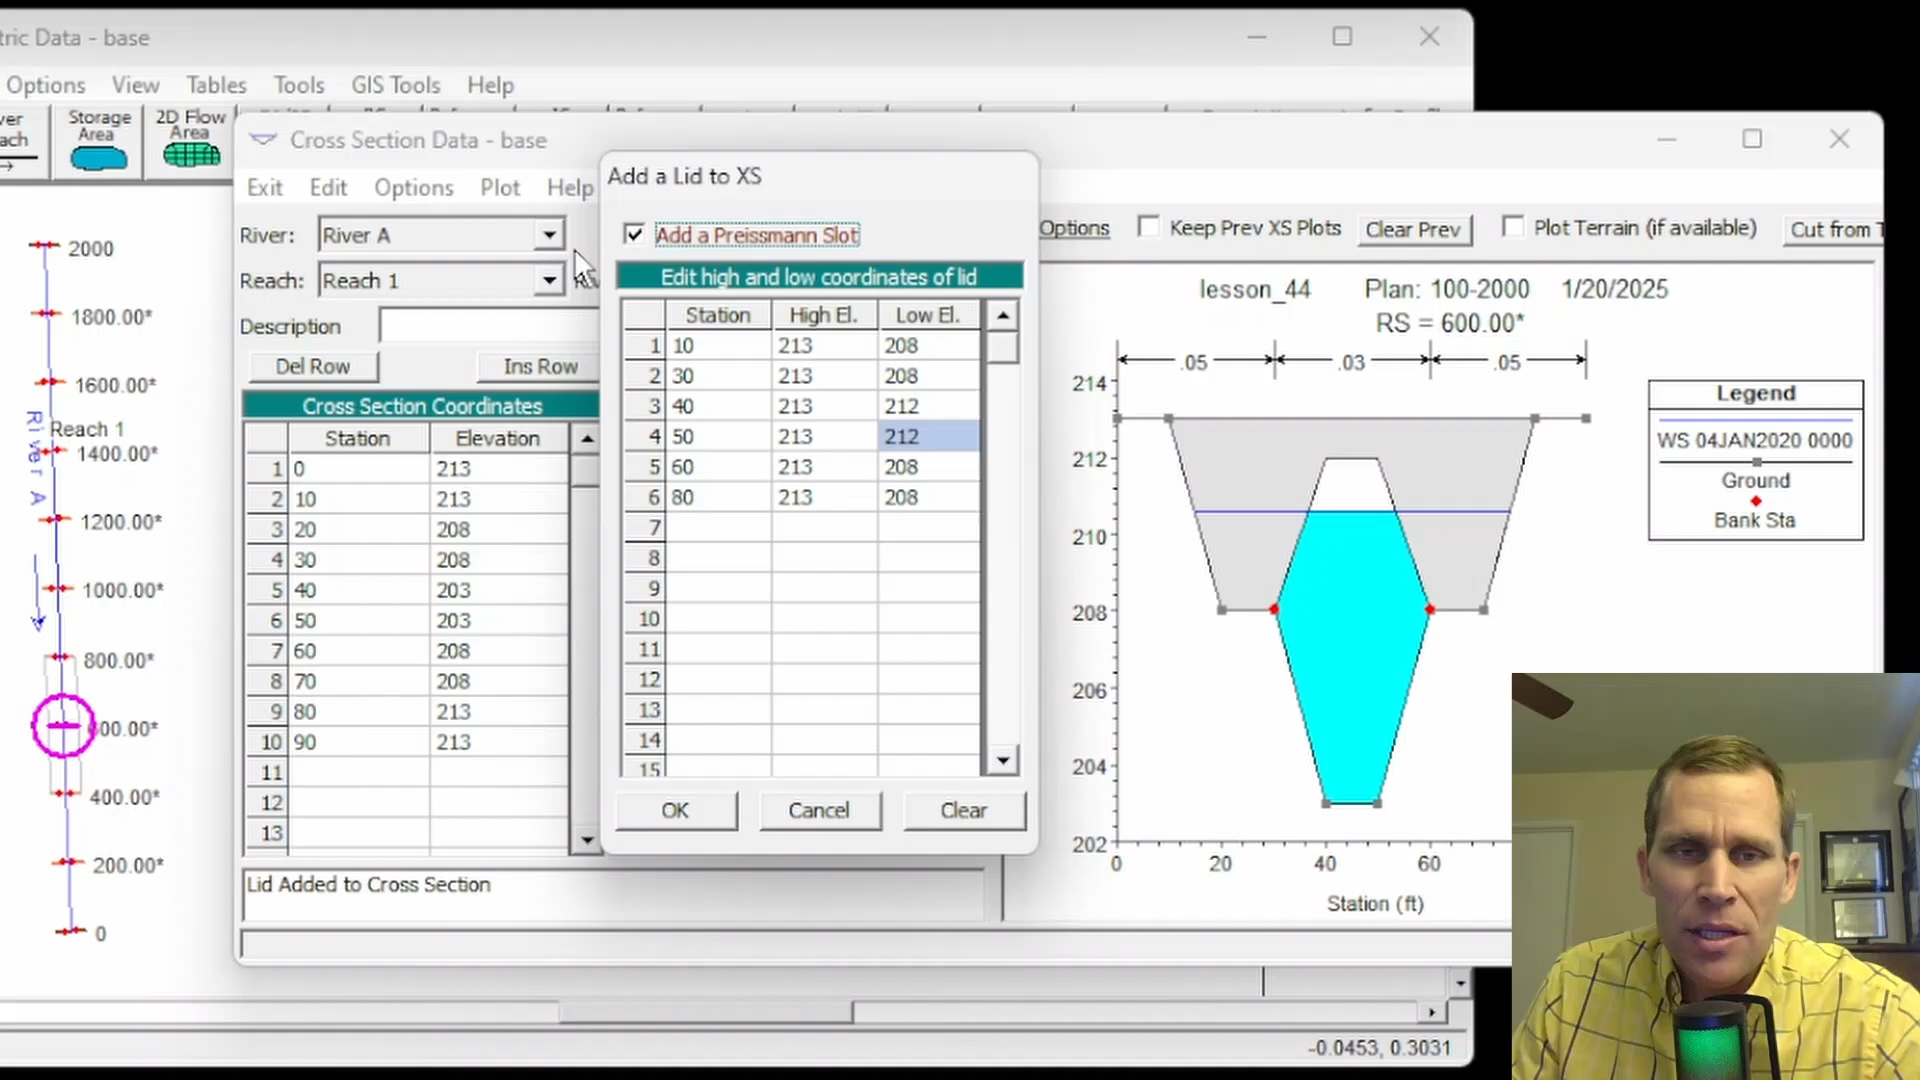 tric Data - base
Options View Tables Tools GIS Tools Help
ver
ach
Storage
Area
2D Flow
Area
2000
1800.00*
1600.00*
Reach 1
River A
1400.00*
1200.00*
1000.00*
800.00*
600.00*
400.00*
200.00*
0
Cross Section Data - base
Exit Edit Options Plot Help
River: River A
Reach: Reach 1
Description
Del Row Ins Row
Cross Section Coordinates
Station Elevation
1 0 213
2 10 213
3 20 208
4 30 208
5 40 203
6 50 203
7 60 208
8 70 208
9 80 213
10 90 213
11
12
13
Lid Added to Cross Section
Add a Lid to XS
Add a Preissmann Slot
Edit high and low coordinates of lid
Station High El. Low El.
1 10 213 208
2 30 213 208
3 40 213 212
4 50 213 212
5 60 213 208
6 80 213 208
7
8
9
10
11
12
13
14
15
OK Cancel Clear
Options Keep Prev XS Plots Clear Prev Plot Terrain (if available) Cut from T
lesson_44 Plan: 100-2000 1/20/2025
RS = 600.00*
.05 .03 .05
214
212
210
208
206
204
202
0 20 40 60
Station (ft)
Legend
WS 04JAN2020 0000
Ground
Bank Sta
-0.0453, 0.3031